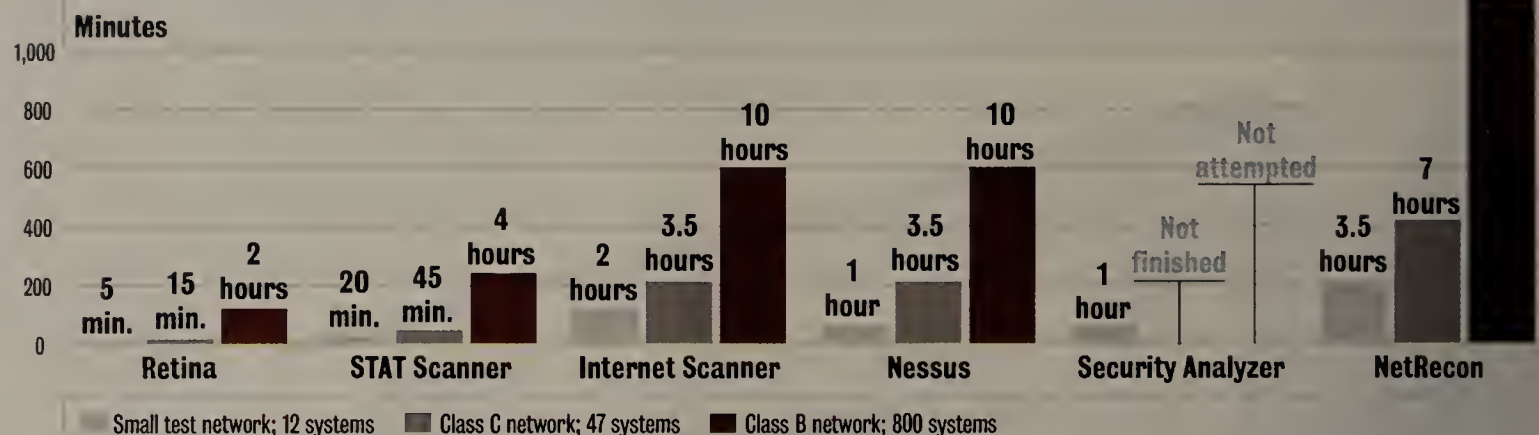 Minutes
1,000
800
600
400
200
0
5 min.
15 min.
2 hours
20 min.
45 min.
4 hours
2 hours
3.5 hours
10 hours
1 hour
3.5 hours
10 hours
1 hour
Not finished
Not attempted
3.5 hours
7 hours
Retina
STAT Scanner
Internet Scanner
Nessus
Security Analyzer
NetRecon
Small test network; 12 systems
Class C network; 47 systems
Class B network; 800 systems